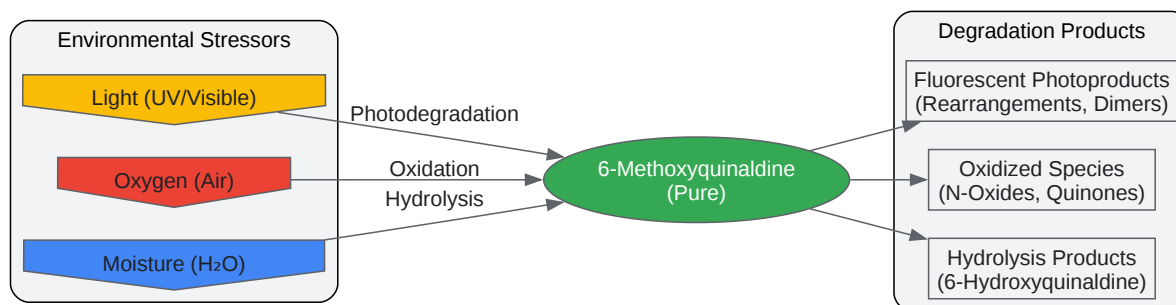 Environmental Stressors
Light (UV/Visible)
Oxygen (Air)
Moisture (H₂O)
Photodegradation
Oxidation
Hydrolysis
6-Methoxyquinaldine
(Pure)
Degradation Products
Fluorescent Photoproducts
(Rearrangements, Dimers)
Oxidized Species
(N-Oxides, Quinones)
Hydrolysis Products
(6-Hydroxyquinaldine)